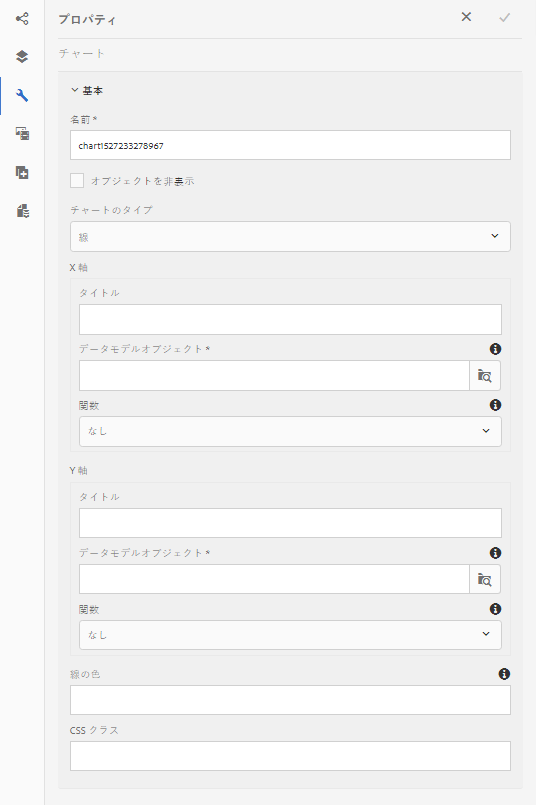 プロパティ
チャート
基本
名前 *
chart1527233278967
オブジェクトを非表示
チャートのタイプ
線
X 軸
タイトル
データモデルオブジェクト *
関数
なし
Y 軸
タイトル
データモデルオブジェクト *
関数
なし
線の色
CSS クラス